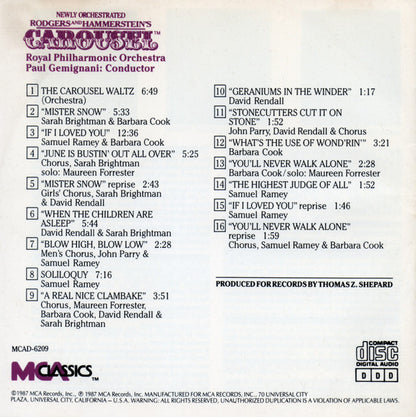 NEWLY ORCHESTRATED
RODGERS AND HAMMERSTEIN'S
CAROUSEL™
Royal Philharmonic Orchestra
Paul Gemignani: Conductor
1 THE CAROUSEL WALTZ 6:49
(Orchestra)
2 "MISTER SNOW" 5:33
Sarah Brightman & Barbara Cook
3 "IF I LOVED YOU" 12:36
Samuel Ramey & Barbara Cook
4 "JUNE IS BUSTIN' OUT ALL OVER" 5:25
Chorus, Sarah Brightman
solo: Maureen Forrester
5 "MISTER SNOW" reprise 2:43
Girls' Chorus, Sarah Brightman
& David Rendall
6 "WHEN THE CHILDREN ARE
ASLEEP" 5:44
David Rendall & Sarah Brightman
7 "BLOW HIGH, BLOW LOW" 2:28
Men's Chorus, John Parry &
Samuel Ramey
8 SOLILOQUY 7:16
Samuel Ramey
9 "A REAL NICE CLAMBAKE" 3:51
Chorus, Maureen Forrester,
Barbara Cook, David Rendall &
Sarah Brightman
10 "GERANIUMS IN THE WINDER" 1:17
David Rendall
11 "STONECUTTERS CUT IT ON
STONE" 1:52
John Parry, David Rendall & Chorus
12 "WHAT'S THE USE OF WOND'RIN'" 3:21
Barbara Cook
13 "YOU'LL NEVER WALK ALONE" 2:28
Barbara Cook/solo: Maureen Forrester
14 "THE HIGHEST JUDGE OF ALL" 1:52
Samuel Ramey
15 "IF I LOVED YOU" reprise 1:46
Samuel Ramey
16 "YOU'LL NEVER WALK ALONE"
reprise 1:59
Chorus, Samuel Ramey & Barbara Cook
PRODUCED FOR RECORDS BY THOMAS Z. SHEPARD
MCAD-6209
MCA CLASSICS™
COMPACT
disc
DIGITAL AUDIO
DDD
©1987 MCA Records, Inc., ℗ 1987 MCA Records, Inc. MANUFACTURED FOR MCA RECORDS, INC., 70 UNIVERSAL CITY
PLAZA, UNIVERSAL CITY, CALIFORNIA – U.S.A. WARNING: ALL RIGHTS RESERVED. UNAUTHORIZED DUPLICATION IS A VIOLATION OF APPLICABLE LAWS.